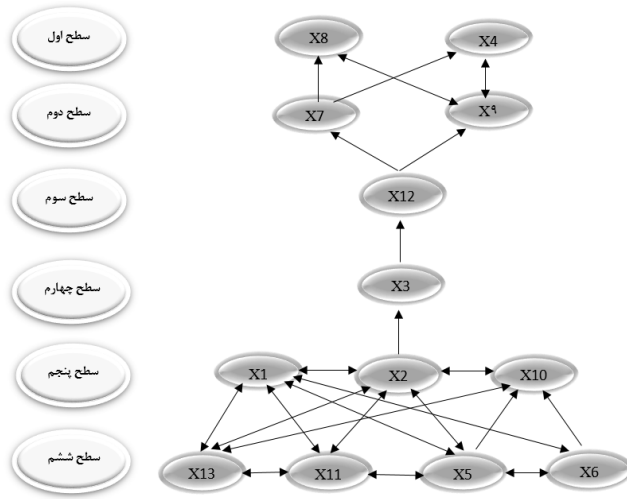 سطح اول
X8 X4
سطح دوم
X7 X۹
سطح سوم
X12
سطح چهارم
X3
سطح پنجم
X1 X2 X10
سطح ششم
X13 X11 X5 X6